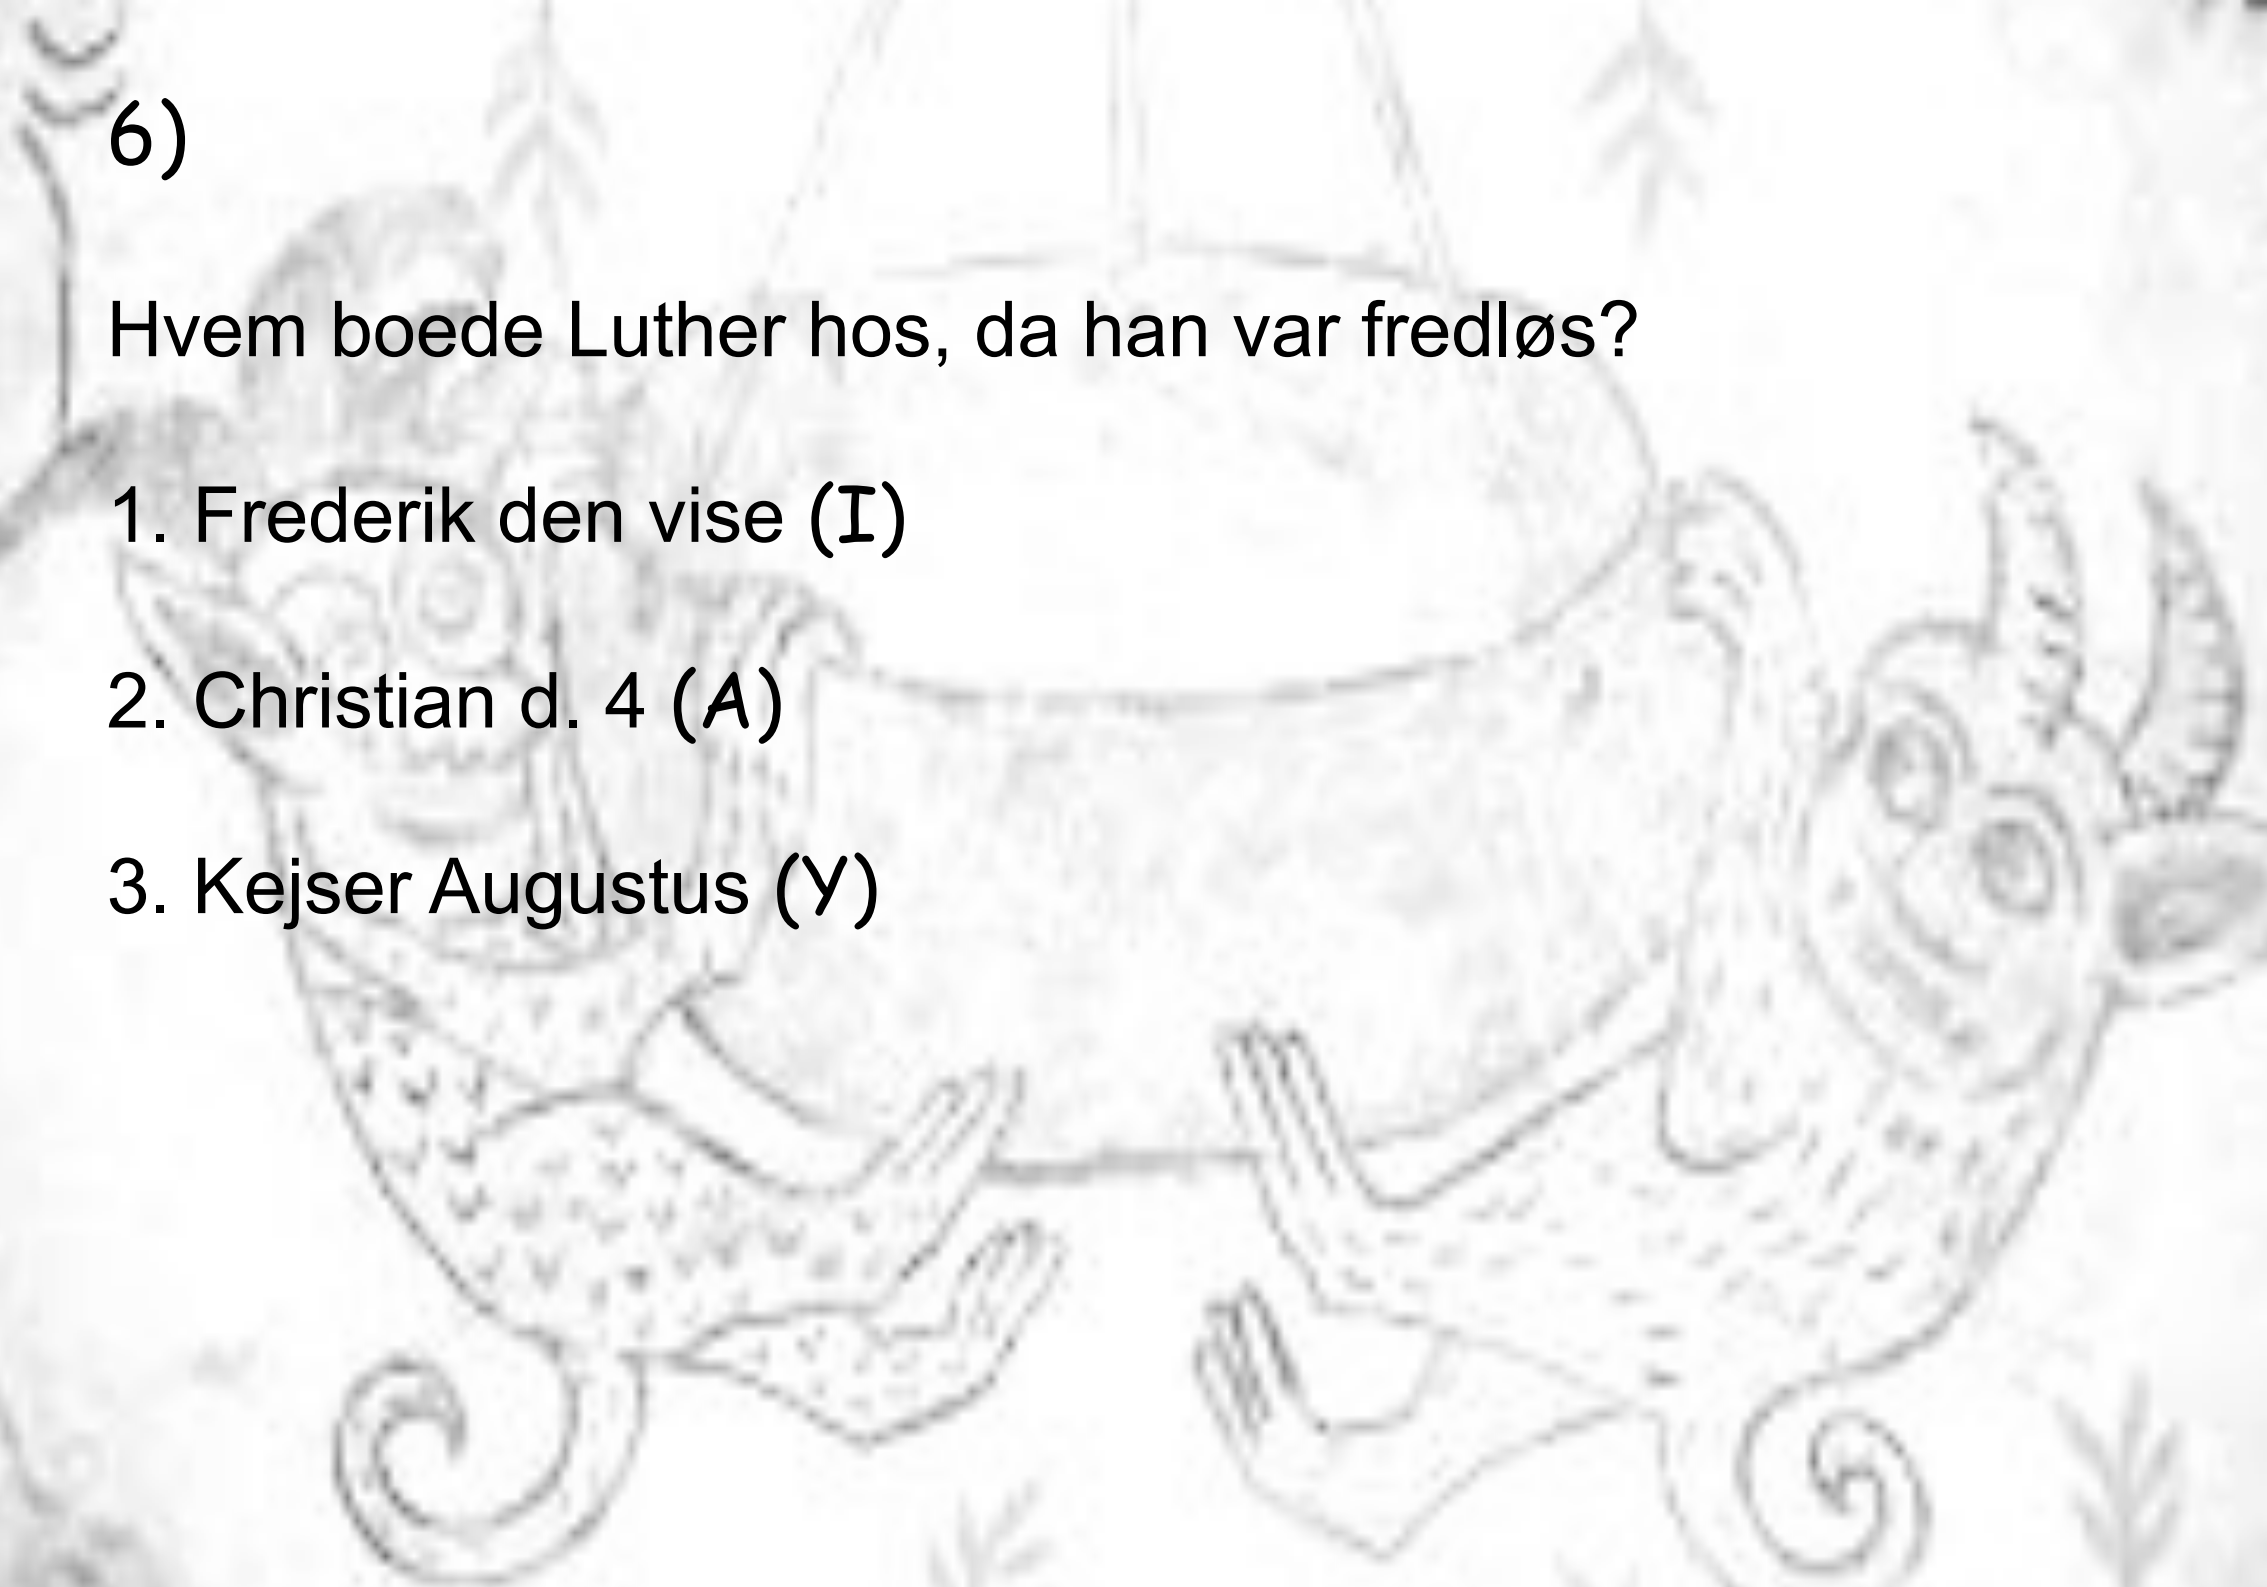 6)
Hvem boede Luther hos, da han var fredløs?
1. Frederik den vise (I)
2. Christian d. 4 (A)
3. Kejser Augustus (Y)